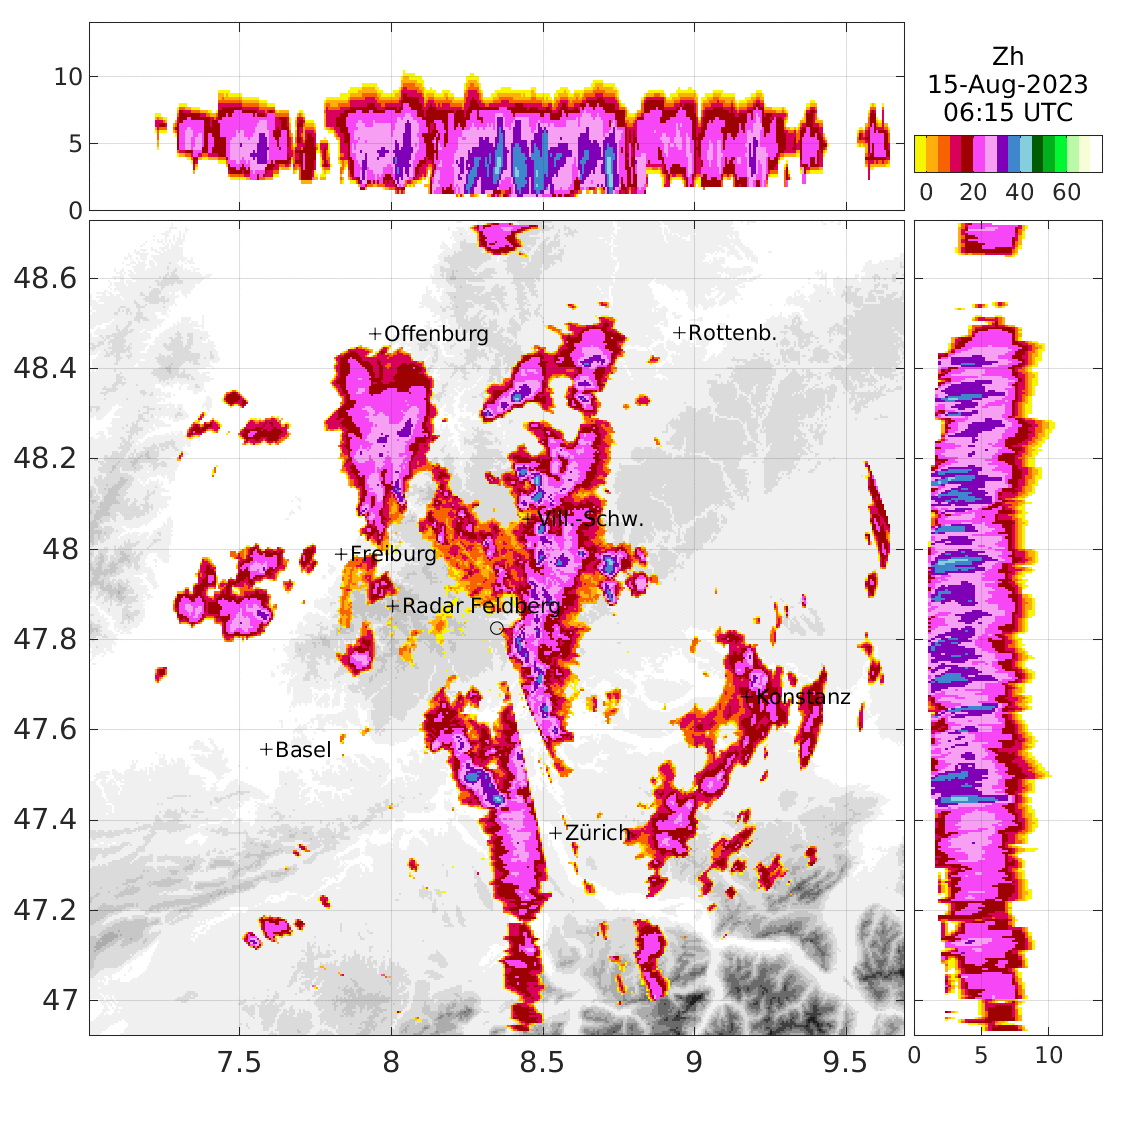 10
5
0
Zh
15-Aug-2023
06:15 UTC
0 20 40 60
48.6
48.4
48.2
48
47.8
47.6
47.4
47.2
47
+Offenburg
+Rottenb.
+Vill.-Schw.
+Freiburg
+Radar Feldberg
+Konstanz
+Basel
+Zürich
7.5 8 8.5 9 9.5
0 5 10